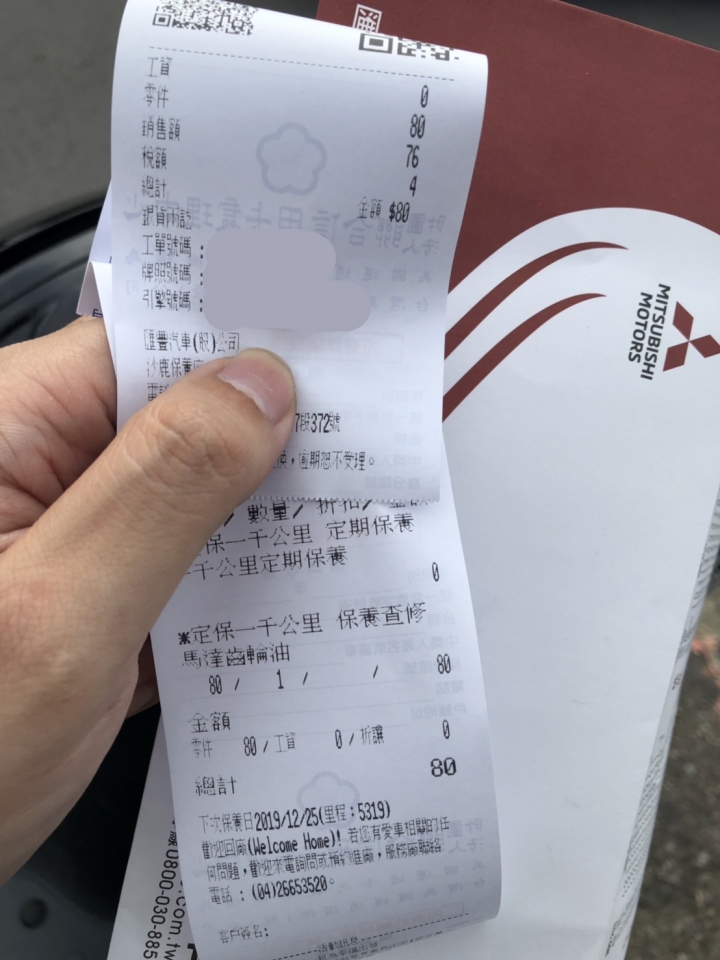 工資
0
零件
80
銷售額
76
稅額
4
總計
金額 $80
銀貨兩訖
工單號碼：
牌照號碼：
引擎號碼：
匯豐汽車(股)公司
沙鹿保養
7段372號
，逾期恕不受理。
/ 數量/ 折扣/
保一千公里 定期保養
千公里定期保養
0
*定保一千公里 保養查修
馬達齒輪油
80 / 1 / / 80
金額
零件 80/工資 0/折讓 0
總計 80
下次保養日2019/12/25(里程：5319)
歡迎回廠(Welcome Home)! 若您有愛車相關的任
何問題，歡迎來電詢問或預約進廠，服務廠聯絡
電話：(04)26653520。
客戶簽名:
MITSUBISHI
MOTORS
.com.tw
0800-030-885